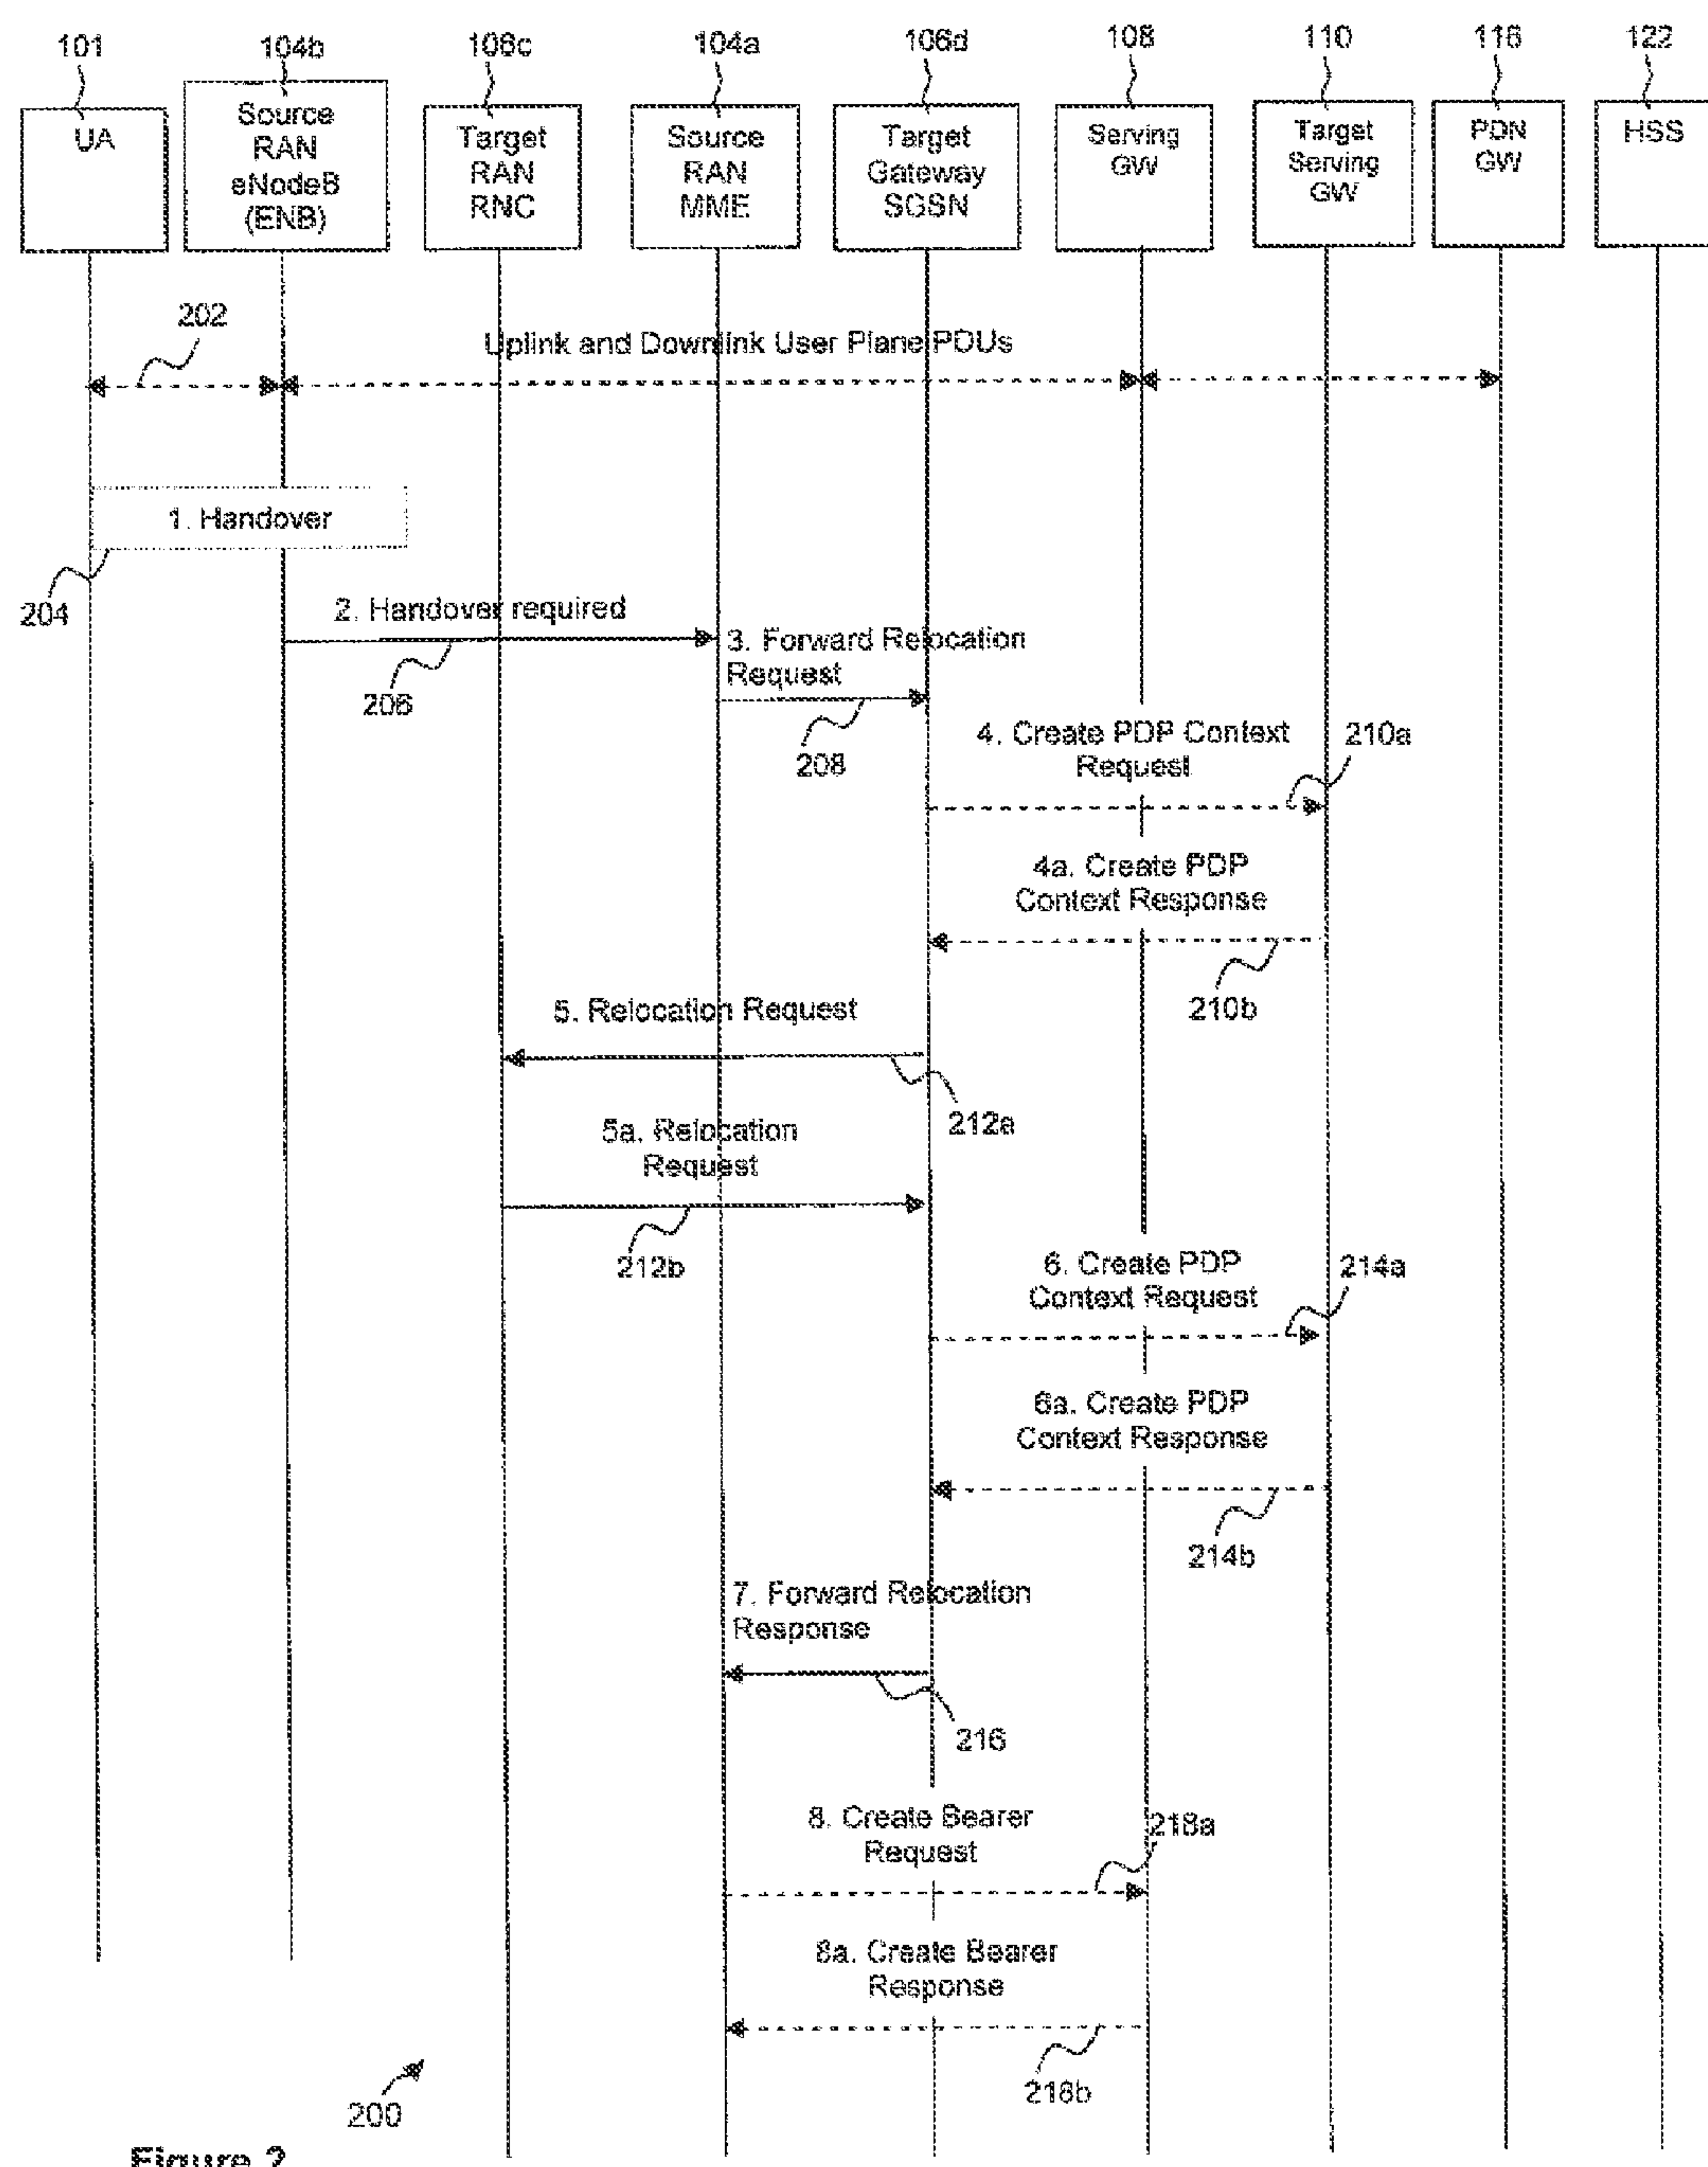 101
104b
106c
104a
106d
108
110
116
122
UA
Source
RAN
eNodeB
(ENB)
Target
RAN
RNC
Source
RAN
MME
Target
Gateway
SGSN
Serving
GW
Target
Serving
GW
PDN
GW
HSS
202
Uplink and Downlink User Plane PDUs
1. Handover
204
2. Handover required
206
3. Forward Relocation
Request
208
4. Create PDP Context
Request
210a
4a. Create PDP
Context Response
210b
5. Relocation Request
212a
5a. Relocation
Request
212b
6. Create PDP
Context Request
214a
6a. Create PDP
Context Response
214b
7. Forward Relocation
Response
216
8. Create Bearer
Request
218a
8a. Create Bearer
Response
218b
200
Figure 2